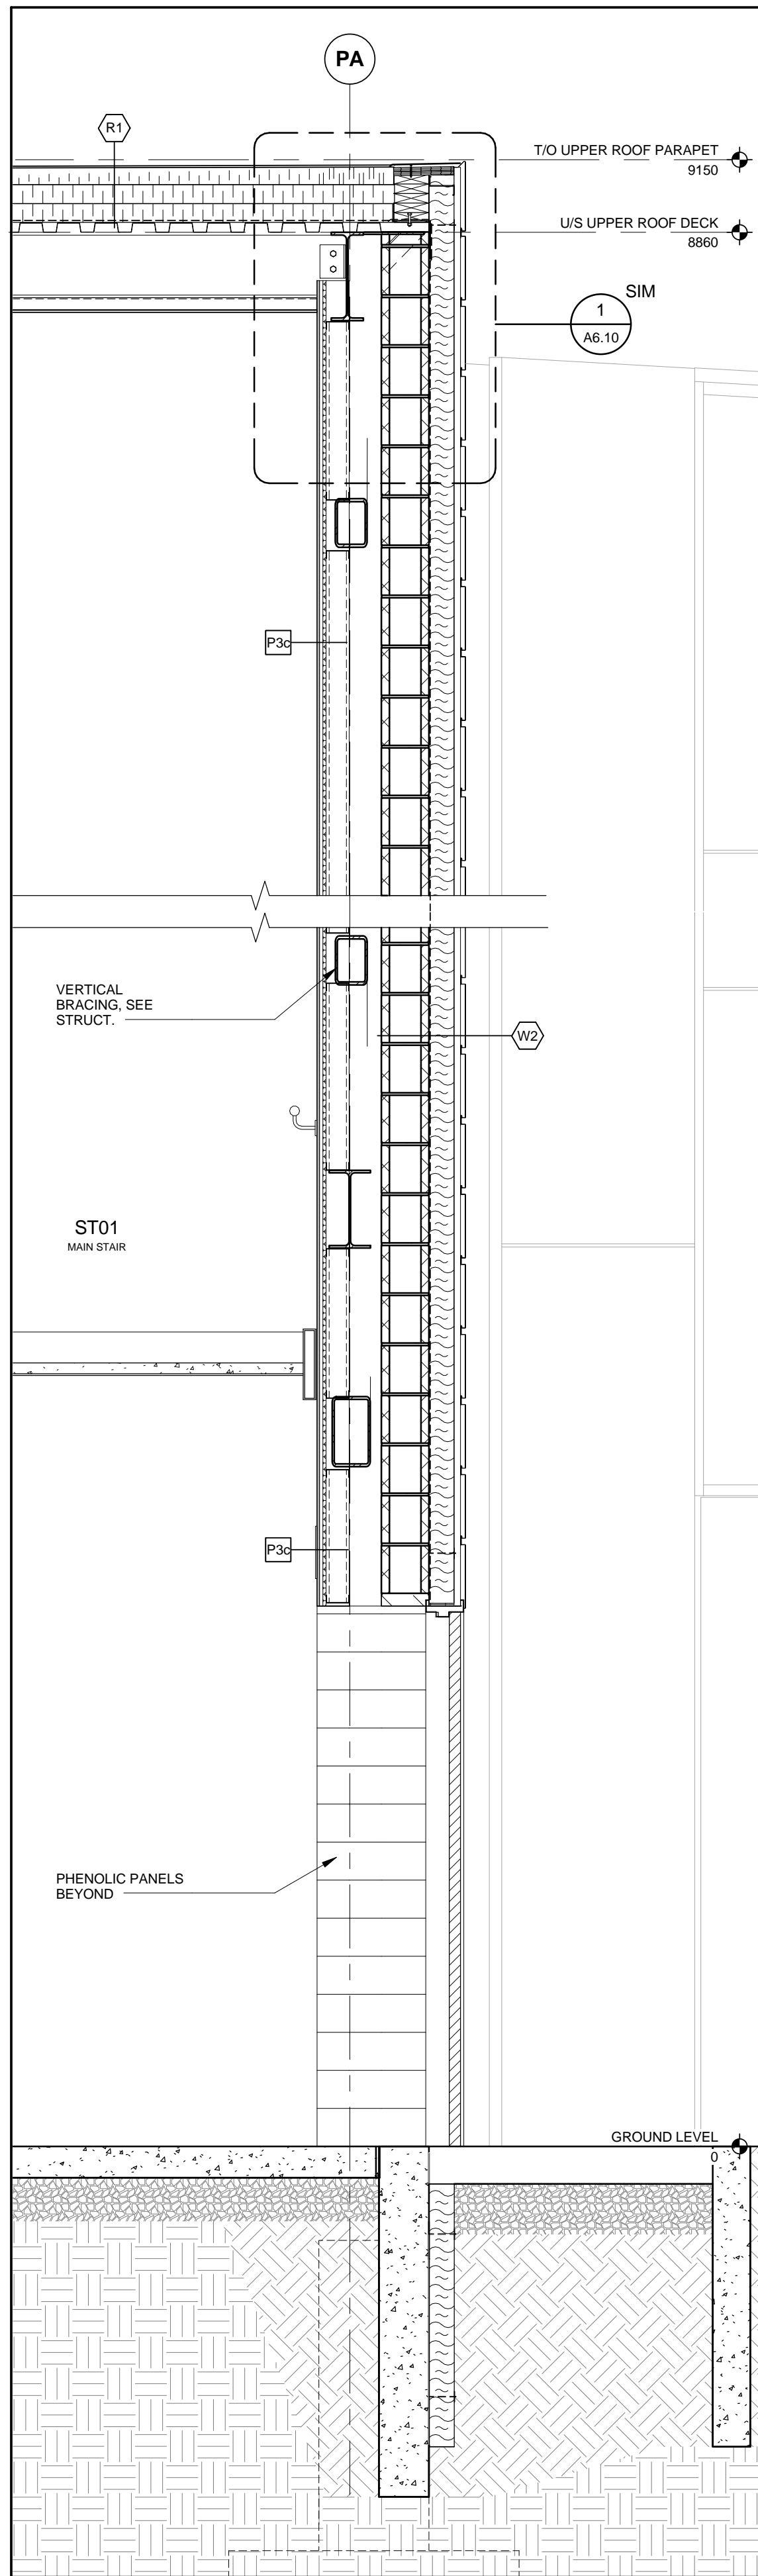 PA
R1
T/O UPPER ROOF PARAPET
9150
U/S UPPER ROOF DECK
8860
SIM
1
A6.10
P3c
VERTICAL
BRACING, SEE
STRUCT.
W2
ST01
MAIN STAIR
P3c
PHENOLIC PANELS
BEYOND
GROUND LEVEL
0